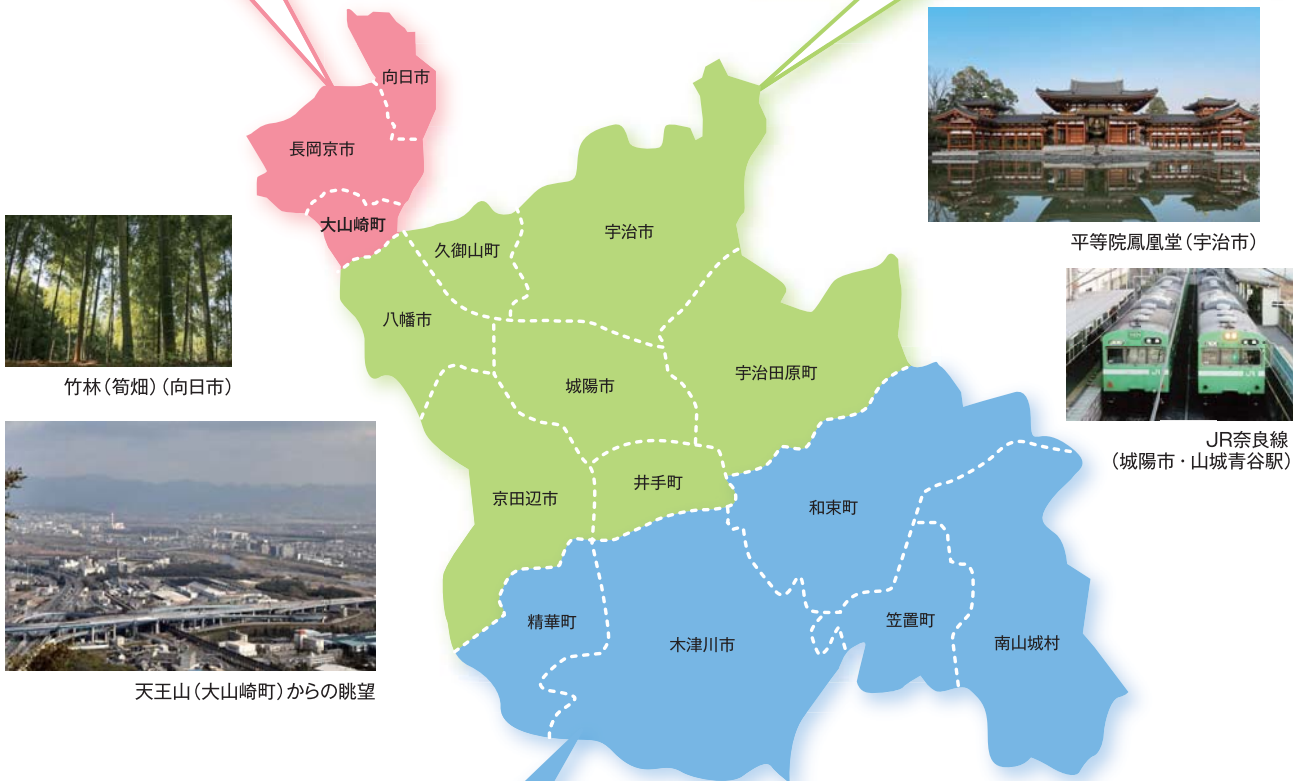 向日市
長岡京市
大山崎町
久御山町
宇治市
八幡市
城陽市
宇治田原町
京田辺市
井手町
和束町
精華町
木津川市
笠置町
南山城村
平等院鳳凰堂(宇治市)
竹林(筍畑)(向日市)
JR奈良線
(城陽市・山城青谷駅)
天王山(大山崎町)からの眺望